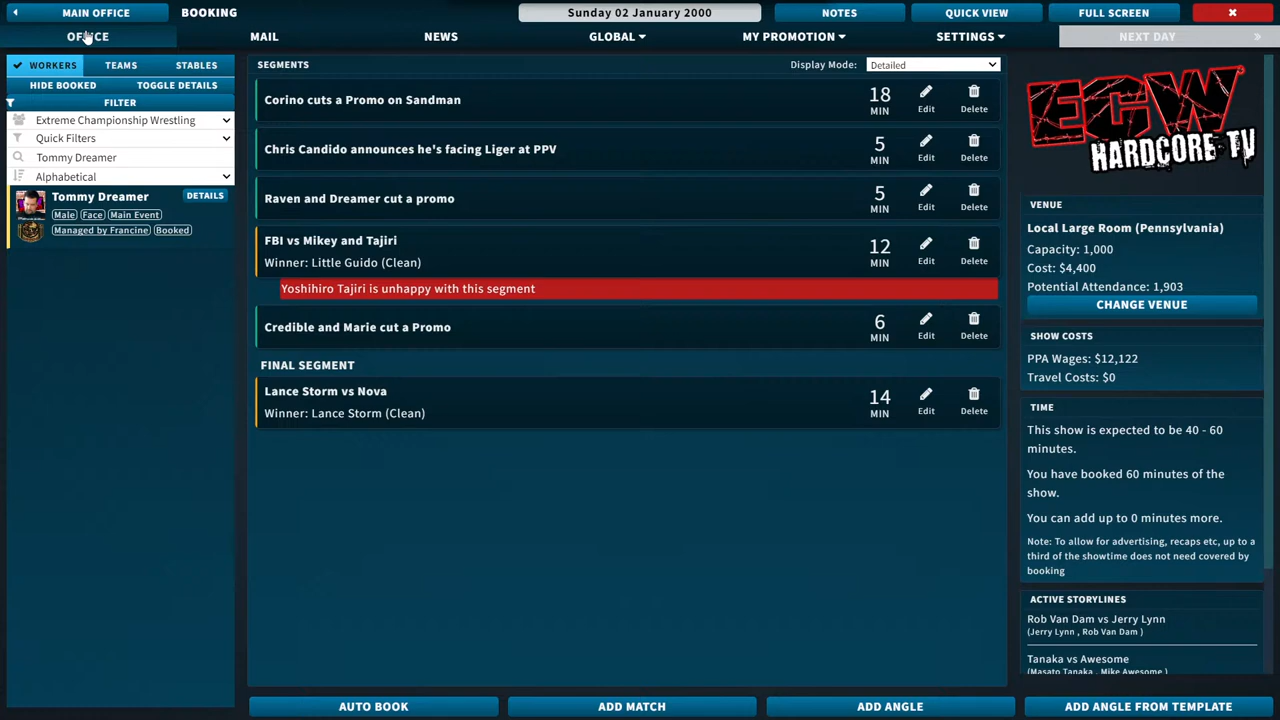 MAIN OFFICE
BOOKING
Sunday 02 January 2000
NOTES
QUICK VIEW
FULL SCREEN
OFFICE
MAIL
NEWS
GLOBAL
MY PROMOTION
SETTINGS
NEXT DAY
WORKERS
TEAMS
STABLES
HIDE BOOKED
TOGGLE DETAILS
FILTER
Extreme Championship Wrestling
Quick Filters
Tommy Dreamer
Alphabetical
Tommy Dreamer
DETAILS
Male Face Main Event
Managed by Francine Booked
SEGMENTS
Display Mode: Detailed
Corino cuts a Promo on Sandman
18 MIN Edit Delete
Chris Candido announces he's facing Liger at PPV
5 MIN Edit Delete
Raven and Dreamer cut a promo
5 MIN Edit Delete
FBI vs Mikey and Tajiri
Winner: Little Guido (Clean)
12 MIN Edit Delete
Yoshihiro Tajiri is unhappy with this segment
Credible and Marie cut a Promo
6 MIN Edit Delete
FINAL SEGMENT
Lance Storm vs Nova
Winner: Lance Storm (Clean)
14 MIN Edit Delete
ECW
HARDCORE TV
VENUE
Local Large Room (Pennsylvania)
Capacity: 1,000
Cost: $4,400
Potential Attendance: 1,903
CHANGE VENUE
SHOW COSTS
PPA Wages: $12,122
Travel Costs: $0
TIME
This show is expected to be 40 - 60
minutes.
You have booked 60 minutes of the
show.
You can add up to 0 minutes more.
Note: To allow for advertising, recaps etc, up to a
third of the showtime does not need covered by
booking
ACTIVE STORYLINES
Rob Van Dam vs Jerry Lynn
(Jerry Lynn , Rob Van Dam )
Tanaka vs Awesome
(Masato Tanaka , Mike Awesome )
AUTO BOOK
ADD MATCH
ADD ANGLE
ADD ANGLE FROM TEMPLATE